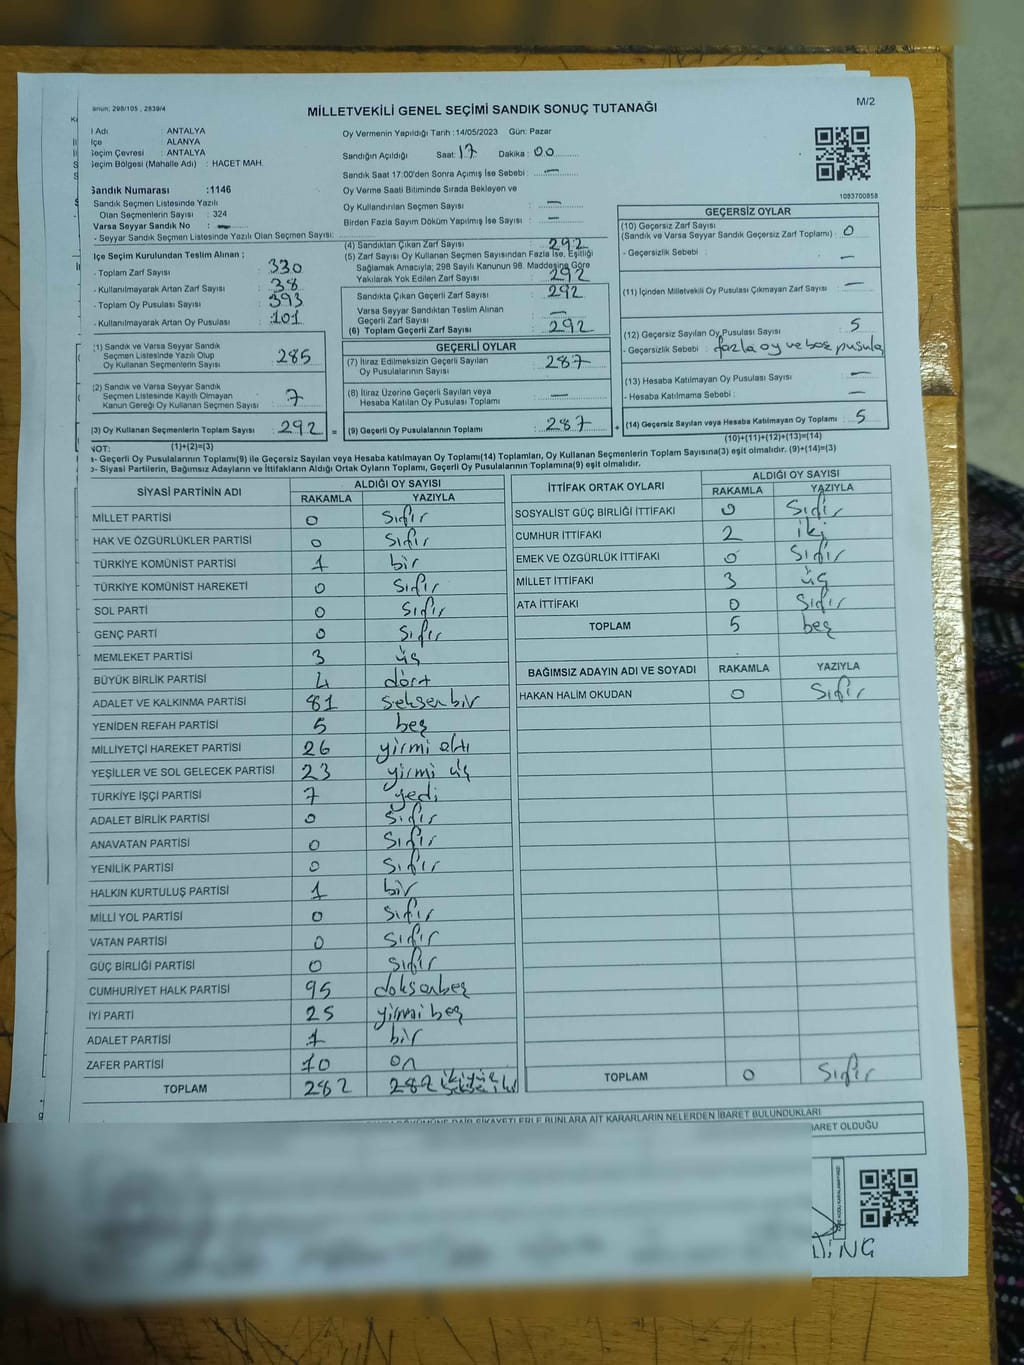 M/2
anun; 298/105 , 2839/4
MİLLETVEKİLİ GENEL SEÇİMİ SANDIK SONUÇ TUTANAĞI
l Adı : ANTALYA
lçe : ALANYA
Seçim Çevresi : ANTALYA
Seçim Bölgesi (Mahalle Adı) : HACET MAH.
Sandık Numarası :1146
Sandık Seçmen Listesinde Yazılı
Olan Seçmenlerin Sayısı : 324
Varsa Seyyar Sandık No : —
- Seyyar Sandık Seçmen Listesinde Yazılı Olan Seçmen Sayısı:
Oy Vermenin Yapıldığı Tarih :14/05/2023 Gün: Pazar
Sandığın Açıldığı Saat: 17 Dakika : 00
Sandık Saat 17:00'den Sonra Açımış İse Sebebi : —
Oy Verme Saati Bitiminde Sırada Bekleyen ve
Oy Kullandırılan Seçmen Sayısı : —
Birden Fazla Sayım Döküm Yapılmış İse Sayısı : —
1083700858
İlçe Seçim Kurulundan Teslim Alınan ;
- Toplam Zarf Sayısı : 330
- Kullanılmayarak Artan Zarf Sayısı : 38
- Toplam Oy Pusulası Sayısı : 393
- Kullanılmayarak Artan Oy Pusulası : 101
(1) Sandık ve Varsa Seyyar Sandık
Seçmen Listesinde Yazılı Olup
Oy Kullanan Seçmenlerin Sayısı : 285
(2) Sandık ve Varsa Seyyar Sandık
Seçmen Listesinde Kayıtlı Olmayan
Kanun Gereği Oy Kullanan Seçmen Sayısı : 7
(3) Oy Kullanan Seçmenlerin Toplam Sayısı : 292 =
(4) Sandıktan Çıkan Zarf Sayısı : 292
(5) Zarf Sayısı Oy Kullanan Seçmen Sayısından Fazla İse, Eşitliği
Sağlamak Amacıyla, 298 Sayılı Kanunun 98. Maddesine Göre
Yakılarak Yok Edilen Zarf Sayısı : 292
Sandıkta Çıkan Geçerli Zarf Sayısı : 292
Varsa Seyyar Sandıktan Teslim Alınan
Geçerli Zarf Sayısı : —
(6) Toplam Geçerli Zarf Sayısı : 292
GEÇERLİ OYLAR
(7) İtiraz Edilmeksizin Geçerli Sayılan
Oy Pusulalarının Sayısı : 287
(8) İtiraz Üzerine Geçerli Sayılan veya
Hesaba Katılan Oy Pusulası Toplamı : —
(9) Geçerli Oy Pusulalarının Toplamı : 287 +
GEÇERSİZ OYLAR
(10) Geçersiz Zarf Sayısı
(Sandık ve Varsa Seyyar Sandık Geçersiz Zarf Toplamı) : 0
- Geçersizlik Sebebi : —
(11) İçinden Milletvekili Oy Pusulası Çıkmayan Zarf Sayısı : —
(12) Geçersiz Sayılan Oy Pusulası Sayısı : 5
- Geçersizlik Sebebi : fazla oy ve boş pusula
(13) Hesaba Katılmayan Oy Pusulası Sayısı : —
- Hesaba Katılmama Sebebi : —
(14) Geçersiz Sayılan veya Hesaba Katılmayan Oy Toplamı : 5
NOT: (1)+(2)=(3) (10)+(11)+(12)+(13)=(14)
a- Geçerli Oy Pusulalarının Toplamı(9) ile Geçersiz Sayılan veya Hesaba katılmayan Oy Toplamı(14) Toplamları, Oy Kullanan Seçmenlerin Toplam Sayısına(3) eşit olmalıdır. (9)+(14)=(3)
b- Siyasi Partilerin, Bağımsız Adayların ve İttifakların Aldığı Ortak Oyların Toplamı, Geçerli Oy Pusulalarının Toplamına(9) eşit olmalıdır.
SİYASİ PARTİNİN ADI ALDIĞI OY SAYISI
RAKAMLA YAZIYLA
MİLLET PARTİSİ 0 Sıfır
HAK VE ÖZGÜRLÜKLER PARTİSİ 0 Sıfır
TÜRKİYE KOMÜNİST PARTİSİ 1 bir
TÜRKİYE KOMÜNİST HAREKETİ 0 Sıfır
SOL PARTİ 0 Sıfır
GENÇ PARTİ 0 Sıfır
MEMLEKET PARTİSİ 3 üç
BÜYÜK BİRLİK PARTİSİ 4 dört
ADALET VE KALKINMA PARTİSİ 81 seksen bir
YENİDEN REFAH PARTİSİ 5 beş
MİLLİYETÇİ HAREKET PARTİSİ 26 yirmi altı
YEŞİLLER VE SOL GELECEK PARTİSİ 23 yirmi üç
TÜRKİYE İŞÇİ PARTİSİ 7 yedi
ADALET BİRLİK PARTİSİ 0 Sıfır
ANAVATAN PARTİSİ 0 Sıfır
YENİLİK PARTİSİ 0 Sıfır
HALKIN KURTULUŞ PARTİSİ 1 bir
MİLLİ YOL PARTİSİ 0 Sıfır
VATAN PARTİSİ 0 Sıfır
GÜÇ BİRLİĞİ PARTİSİ 0 Sıfır
CUMHURİYET HALK PARTİSİ 95 doksanbeş
İYİ PARTİ 25 yirmi beş
ADALET PARTİSİ 1 bir
ZAFER PARTİSİ 10 on
TOPLAM 282 282 ikiyüz seksen iki
İTTİFAK ORTAK OYLARI ALDIĞI OY SAYISI
RAKAMLA YAZIYLA
SOSYALİST GÜÇ BİRLİĞİ İTTİFAKI 0 Sıfır
CUMHUR İTTİFAKI 2 iki
EMEK VE ÖZGÜRLÜK İTTİFAKI 0 Sıfır
MİLLET İTTİFAKI 3 üç
ATA İTTİFAKI 0 Sıfır
TOPLAM 5 beş
BAĞIMSIZ ADAYIN ADI VE SOYADI RAKAMLA YAZIYLA
HAKAN HALİM OKUDAN 0 Sıfır
TOPLAM 0 Sıfır
ŞİKAYETLERLE BUNLARA AİT KARARLARIN NELERDEN İBARET BULUNDUKLARI
BARET OLDUĞU